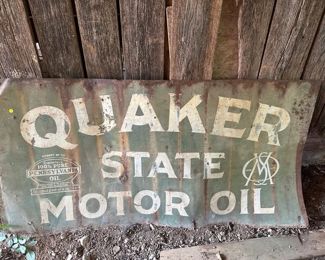 QUAKER
STATE
100% PURE
PENNSYLVANIA
OIL
MOTOR OIL